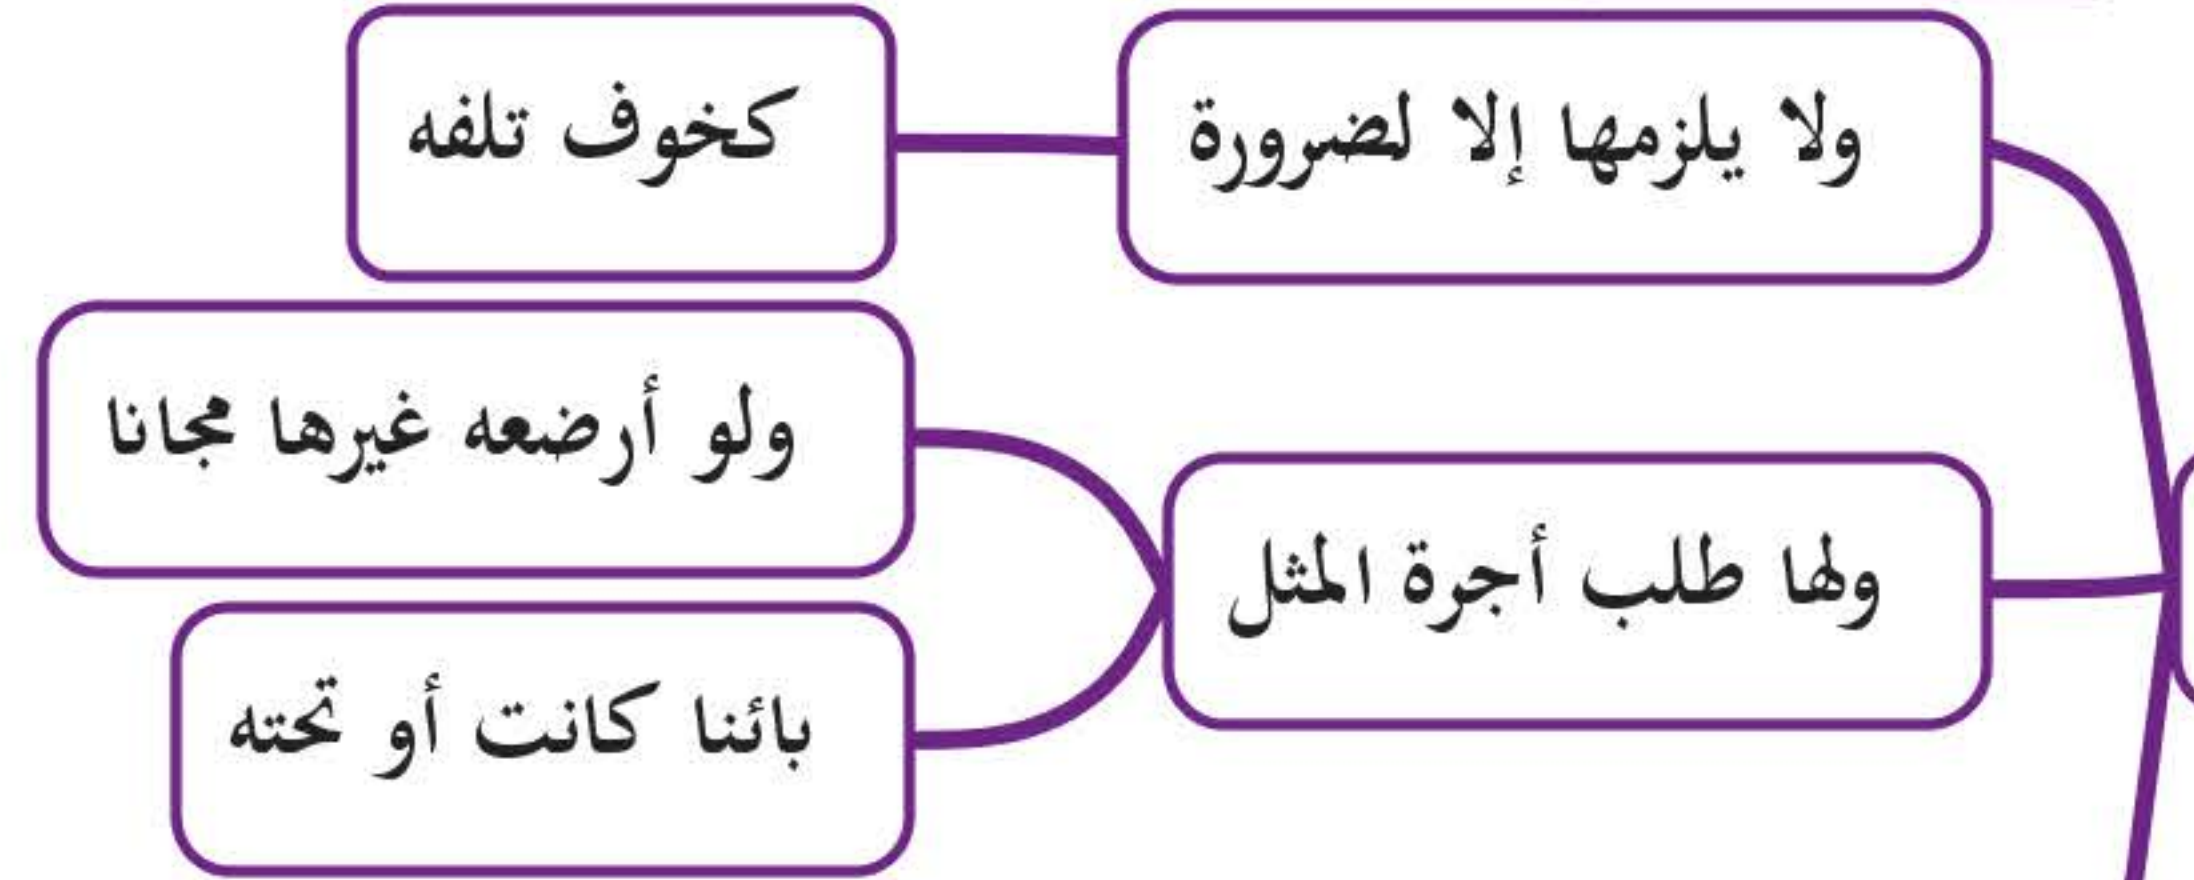 ولا يلزمها إلا لضرورة
كخوف تلفه
ولها طلب أجرة المثل
ولو أرضعه غيرها مجانا
بائنا كانت أو تحته